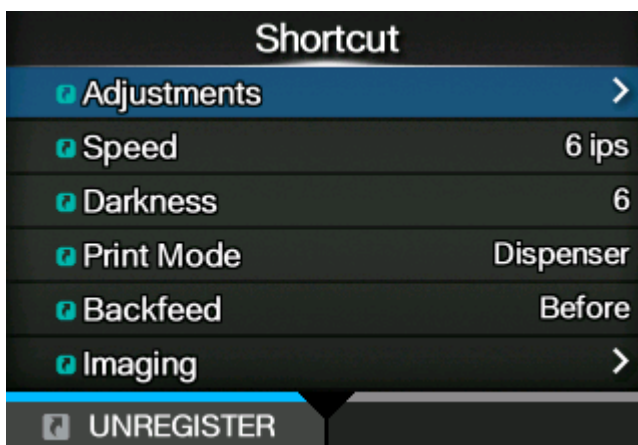 Shortcut
Adjustments >
Speed 6 ips
Darkness 6
Print Mode Dispenser
Backfeed Before
Imaging >
UNREGISTER